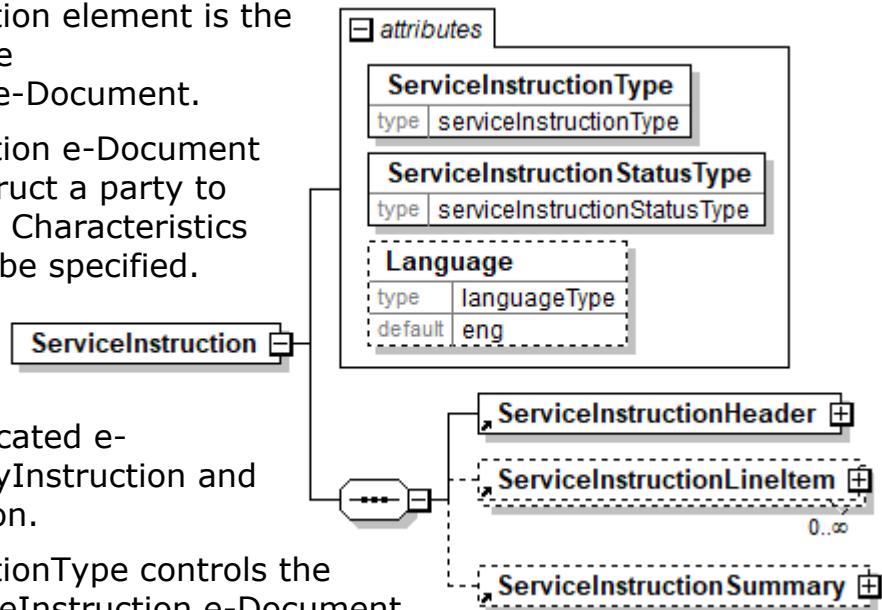 tion element is the
e
e-Document.
tion e-Document
ruct a party to
Characteristics
be specified.
attributes
ServiceInstructionType
type serviceInstructionType
ServiceInstructionStatusType
type serviceInstructionStatusType
Language
type languageType
default eng
ServiceInstruction
cated e-
yInstruction and
on.
ServiceInstructionHeader
ServiceInstructionLineItem
0..∞
ServiceInstructionSummary
tionType controls the
eInstruction e-Document